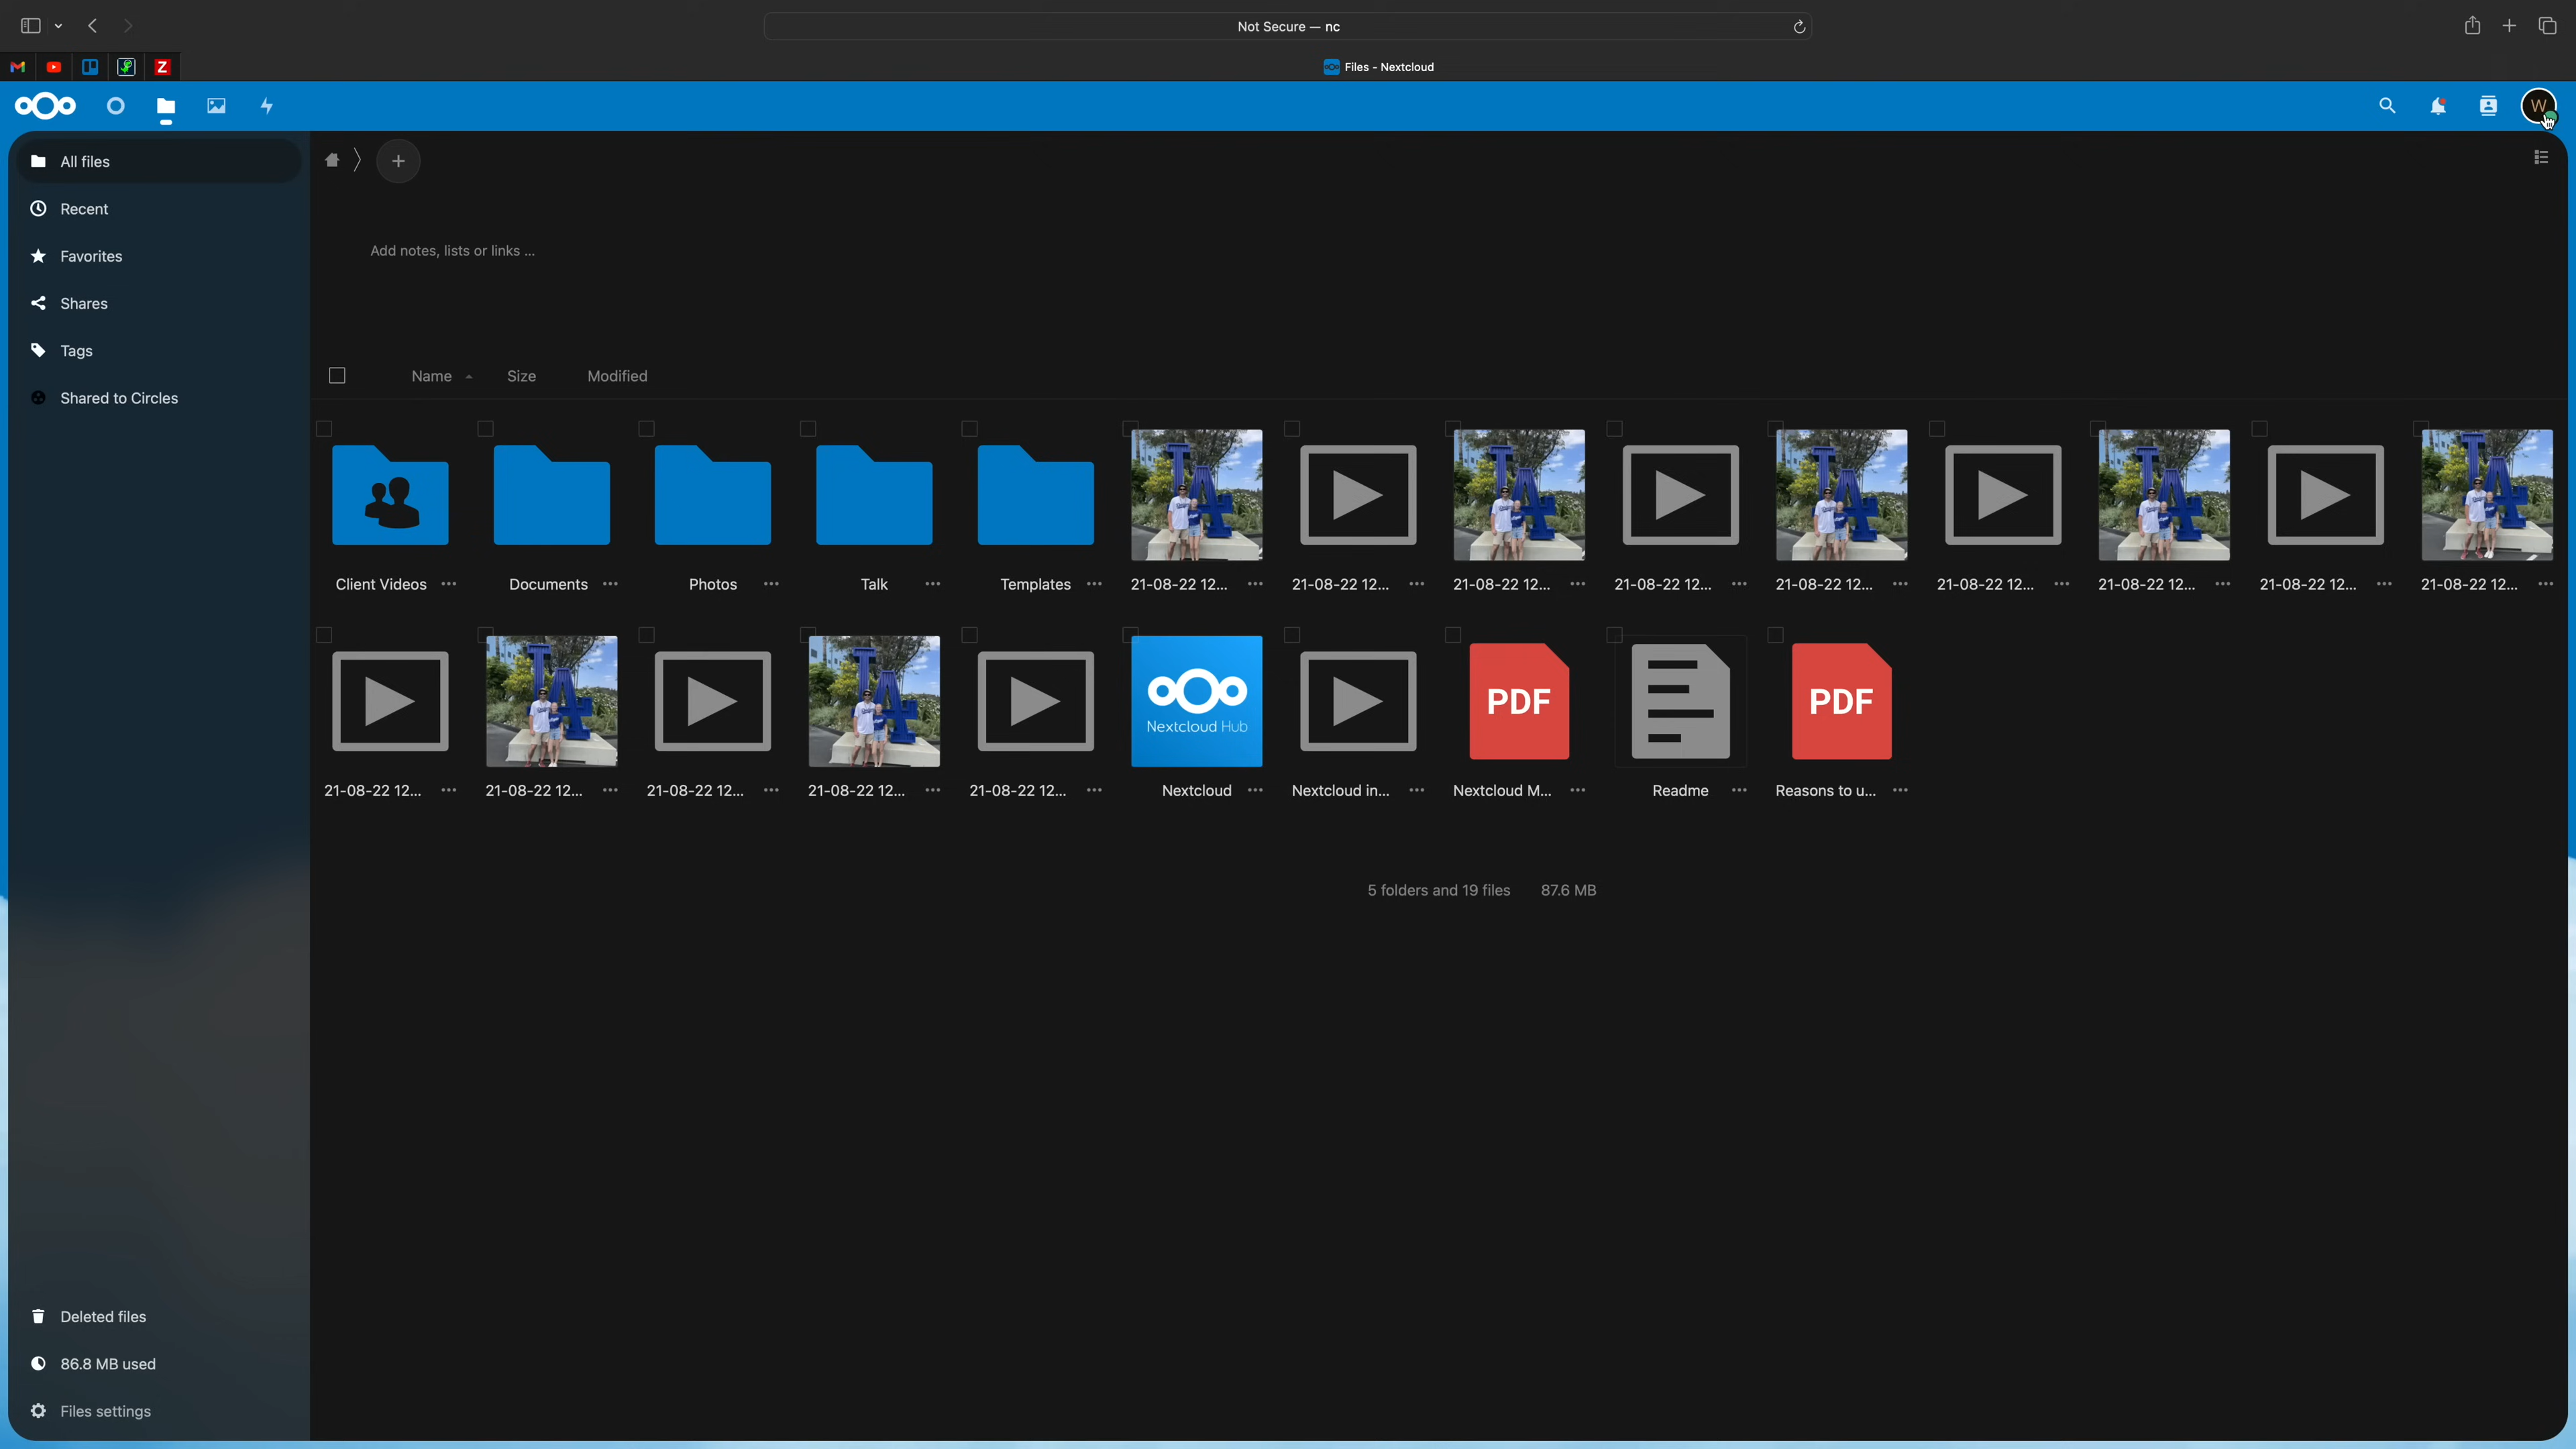 Not Secure — nc
Files - Nextcloud
W
All files
Recent
Favorites
Shares
Tags
Shared to Circles
Add notes, lists or links ...
Name Size Modified
Client Videos ••• Documents ••• Photos ••• Talk ••• Templates ••• 21-08-22 12... ••• 21-08-22 12... ••• 21-08-22 12... ••• 21-08-22 12... ••• 21-08-22 12... ••• 21-08-22 12... ••• 21-08-22 12... ••• 21-08-22 12... ••• 21-08-22 12... •••
Nextcloud Hub
PDF
PDF
21-08-22 12... ••• 21-08-22 12... ••• 21-08-22 12... ••• 21-08-22 12... ••• 21-08-22 12... ••• Nextcloud ••• Nextcloud in... ••• Nextcloud M... ••• Readme ••• Reasons to u... •••
5 folders and 19 files 87.6 MB
Deleted files
86.8 MB used
Files settings